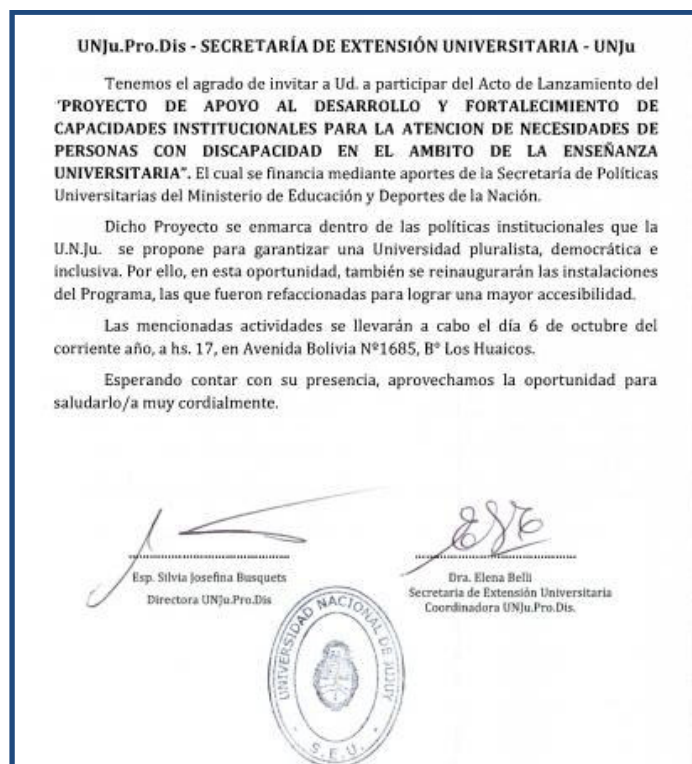 UNJu.Pro.Dis - SECRETARÍA DE EXTENSIÓN UNIVERSITARIA - UNJu
Tenemos el agrado de invitar a Ud. a participar del Acto de Lanzamiento del
"PROYECTO DE APOYO AL DESARROLLO Y FORTALECIMIENTO DE
CAPACIDADES INSTITUCIONALES PARA LA ATENCION DE NECESIDADES DE
PERSONAS CON DISCAPACIDAD EN EL AMBITO DE LA ENSEÑANZA
UNIVERSITARIA". El cual se financia mediante aportes de la Secretaría de Políticas
Universitarias del Ministerio de Educación y Deportes de la Nación.
Dicho Proyecto se enmarca dentro de las políticas institucionales que la
U.N.Ju. se propone para garantizar una Universidad pluralista, democrática e
inclusiva. Por ello, en esta oportunidad, también se reinaugurarán las instalaciones
del Programa, las que fueron refaccionadas para lograr una mayor accesibilidad.
Las mencionadas actividades se llevarán a cabo el día 6 de octubre del
corriente año, a hs. 17, en Avenida Bolivia Nº1685, B° Los Huaicos.
Esperando contar con su presencia, aprovechamos la oportunidad para
saludarlo/a muy cordialmente.
Esp. Silvia Josefina Busquets
Directora UNJu.Pro.Dis
Dra. Elena Belli
Secretaria de Extensión Universitaria
Coordinadora UNJu.Pro.Dis.
UNIVERSIDAD NACIONAL DE JUJUY
S.E.U.